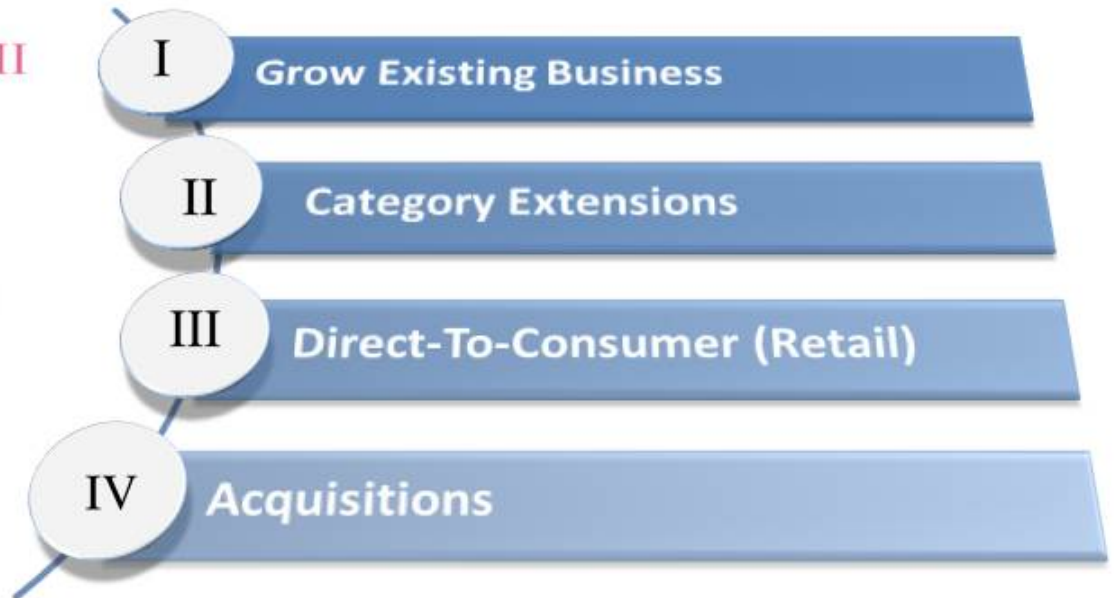 I
Grow Existing Business
II
Category Extensions
III
Direct-To-Consumer (Retail)
IV
Acquisitions